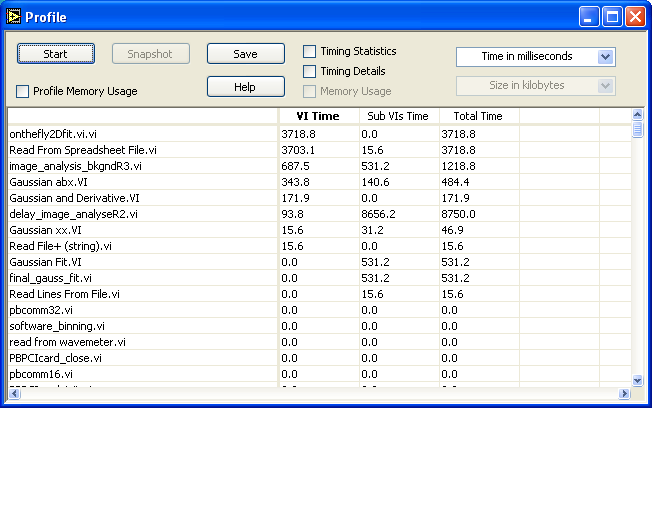 Profile
Start Snapshot Save Timing Statistics Time in milliseconds
Timing Details
Profile Memory Usage Help Memory Usage Size in kilobytes
VI Time Sub VIs Time Total Time
onthefly2Dfit.vi.vi 3718.8 0.0 3718.8
Read From Spreadsheet File.vi 3703.1 15.6 3718.8
image_analysis_bkgndR3.vi 687.5 531.2 1218.8
Gaussian abx.VI 343.8 140.6 484.4
Gaussian and Derivative.VI 171.9 0.0 171.9
delay_image_analyseR2.vi 93.8 8656.2 8750.0
Gaussian xx.VI 15.6 31.2 46.9
Read File+ (string).vi 15.6 0.0 15.6
Gaussian Fit.VI 0.0 531.2 531.2
final_gauss_fit.vi 0.0 531.2 531.2
Read Lines From File.vi 0.0 15.6 15.6
pbcomm32.vi 0.0 0.0 0.0
software_binning.vi 0.0 0.0 0.0
read from wavemeter.vi 0.0 0.0 0.0
PBPCIcard_close.vi 0.0 0.0 0.0
pbcomm16.vi 0.0 0.0 0.0